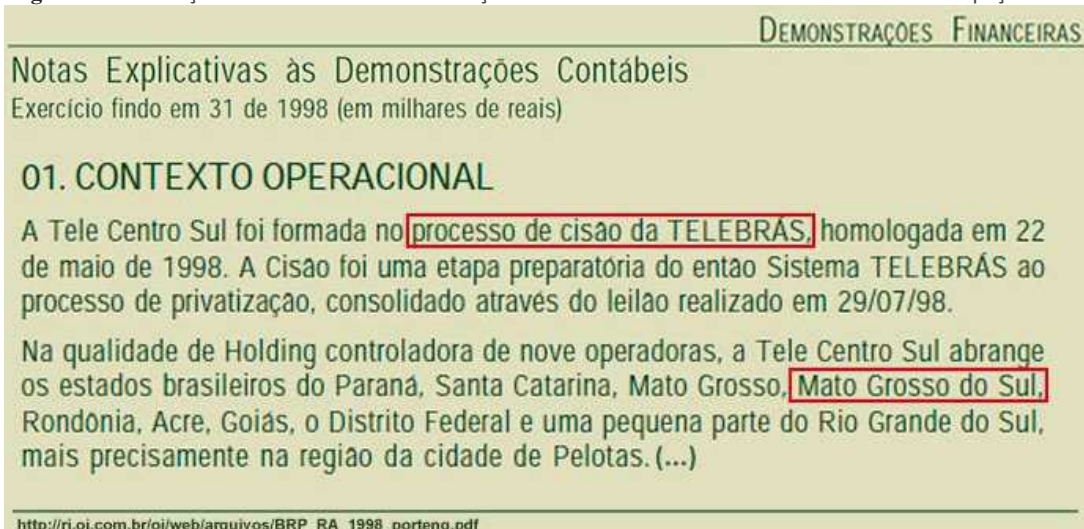 DEMONSTRAÇÕES FINANCEIRAS
Notas Explicativas às Demonstrações Contábeis
Exercício findo em 31 de 1998 (em milhares de reais)
01. CONTEXTO OPERACIONAL
A Tele Centro Sul foi formada no processo de cisão da TELEBRÁS, homologada em 22
de maio de 1998. A Cisão foi uma etapa preparatória do então Sistema TELEBRÁS ao
processo de privatização, consolidado através do leilão realizado em 29/07/98.
Na qualidade de Holding controladora de nove operadoras, a Tele Centro Sul abrange
os estados brasileiros do Paraná, Santa Catarina, Mato Grosso, Mato Grosso do Sul,
Rondônia, Acre, Goiás, o Distrito Federal e uma pequena parte do Rio Grande do Sul,
mais precisamente na região da cidade de Pelotas. (...)
http://ri.oi.com.br/oi/web/arquivos/BRP_RA_1998_porteng.pdf